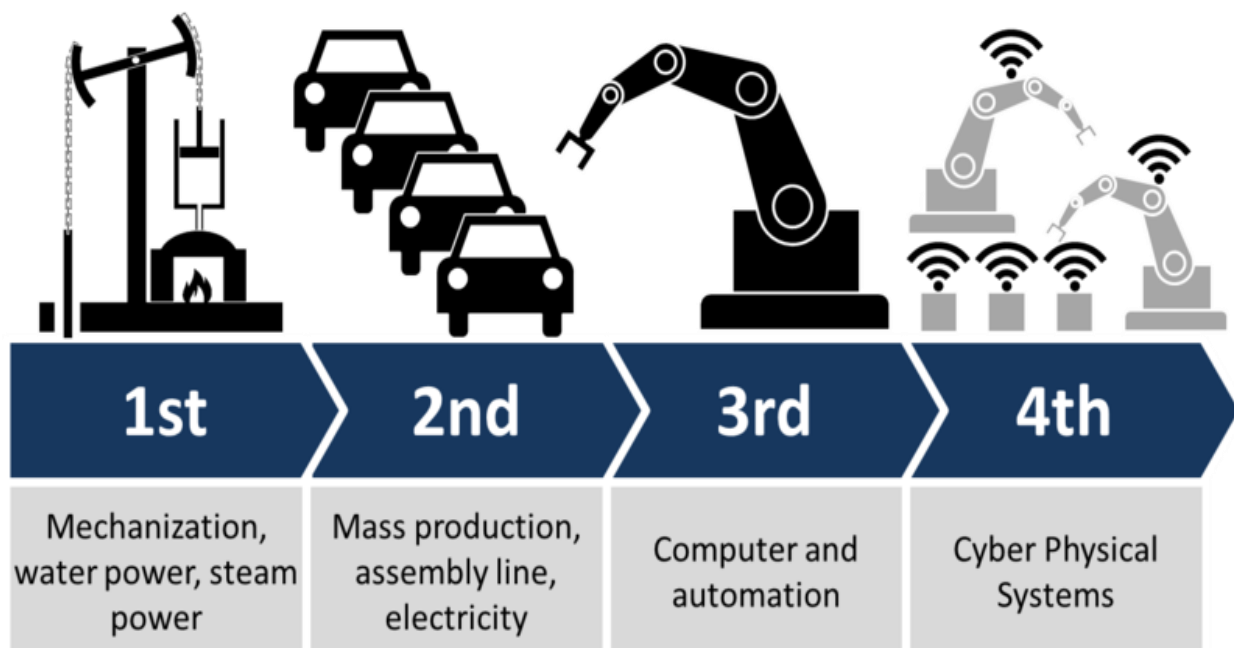 1st
2nd
3rd
4th
Mechanization,
water power, steam
power
Mass production,
assembly line,
electricity
Computer and
automation
Cyber Physical
Systems